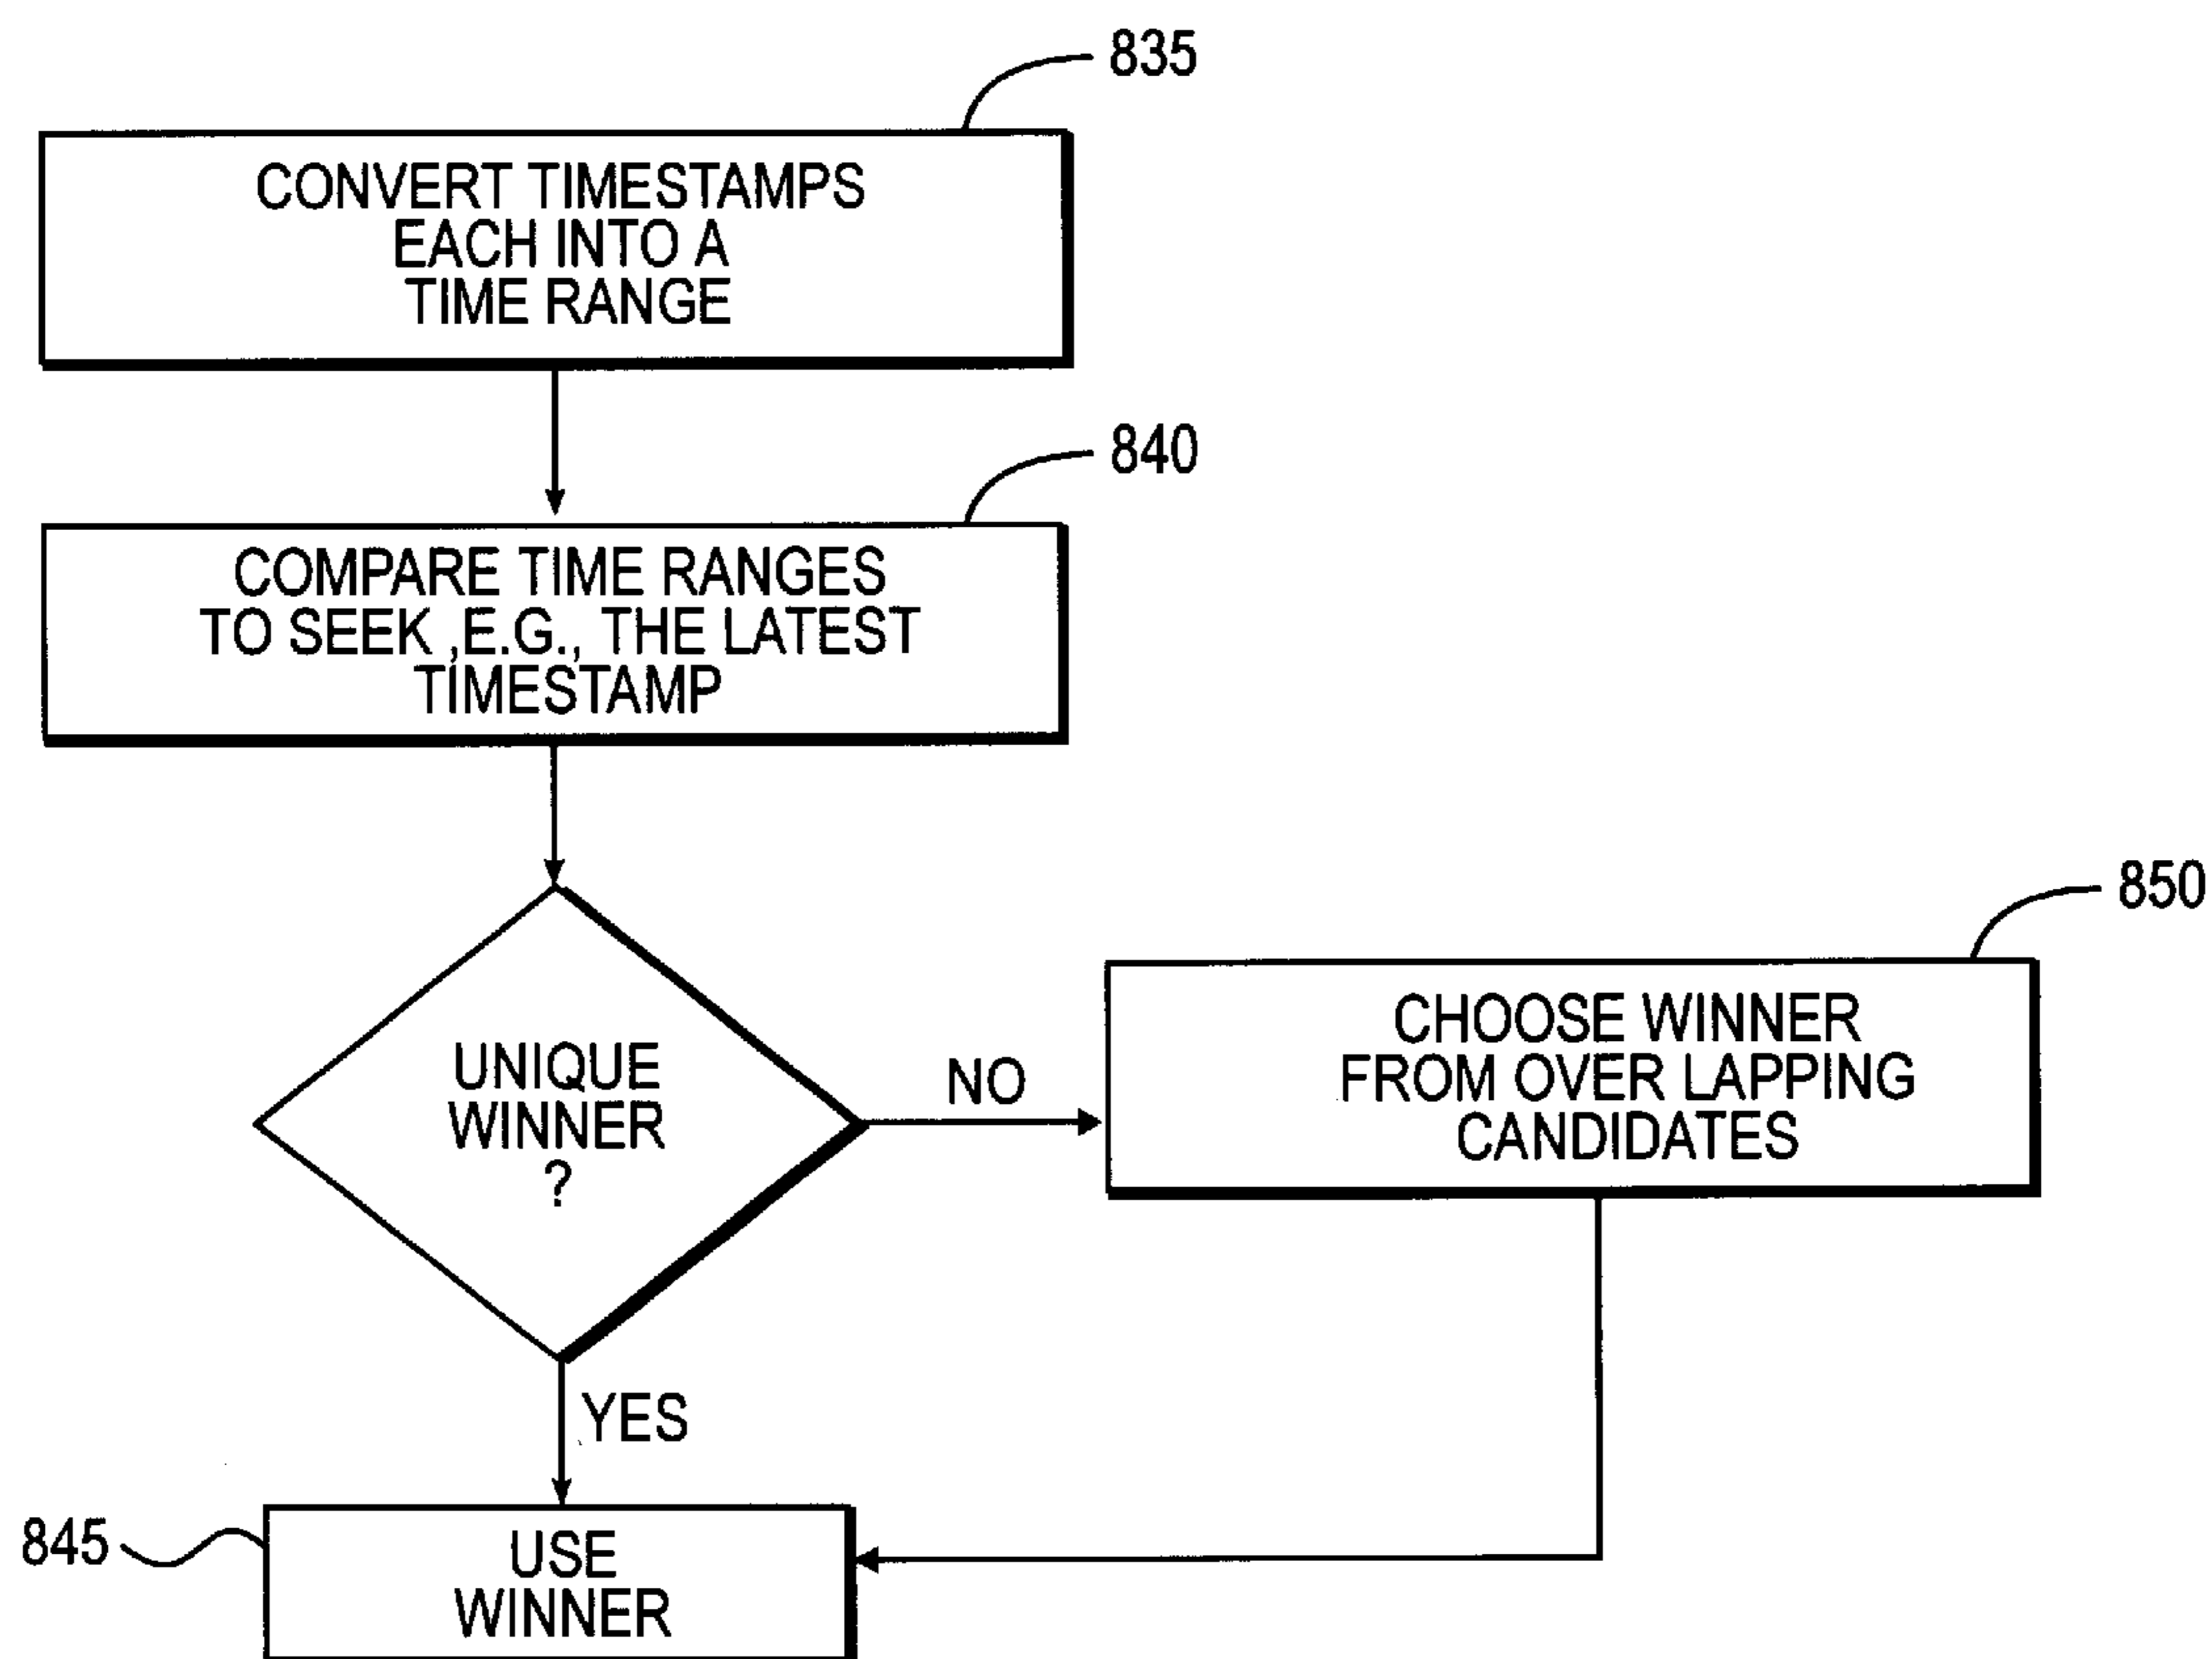 835
CONVERT TIMESTAMPS
EACH INTO A
TIME RANGE
840
COMPARE TIME RANGES
TO SEEK ,E.G., THE LATEST
TIMESTAMP
850
UNIQUE
WINNER
?
NO
CHOOSE WINNER
FROM OVER LAPPING
CANDIDATES
YES
845
USE
WINNER